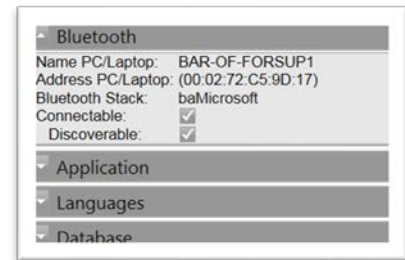 Bluetooth
Name PC/Laptop: BAR-OF-FORSUP1
Address PC/Laptop: (00:02:72:C5:9D:17)
Bluetooth Stack: baMicrosoft
Connectable:
Discoverable:
Application
Languages
Database